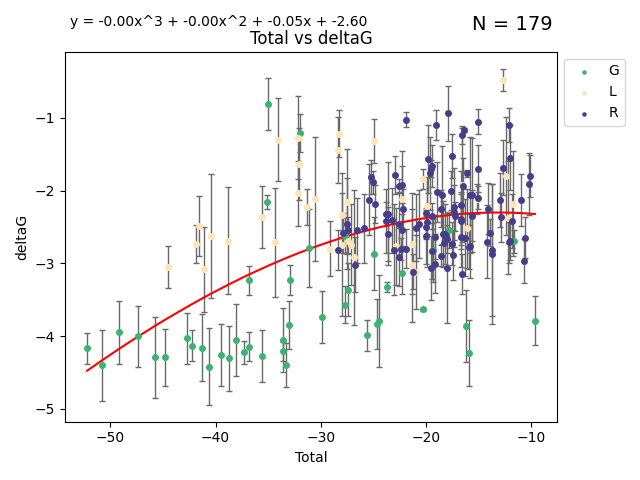 y = -0.00x^3 + -0.00x^2 + -0.05x + -2.60
N = 179
Total vs deltaG
G
L
R
−1
−2
−3
−4
−5
deltaG
−50
−40
−30
−20
−10
Total